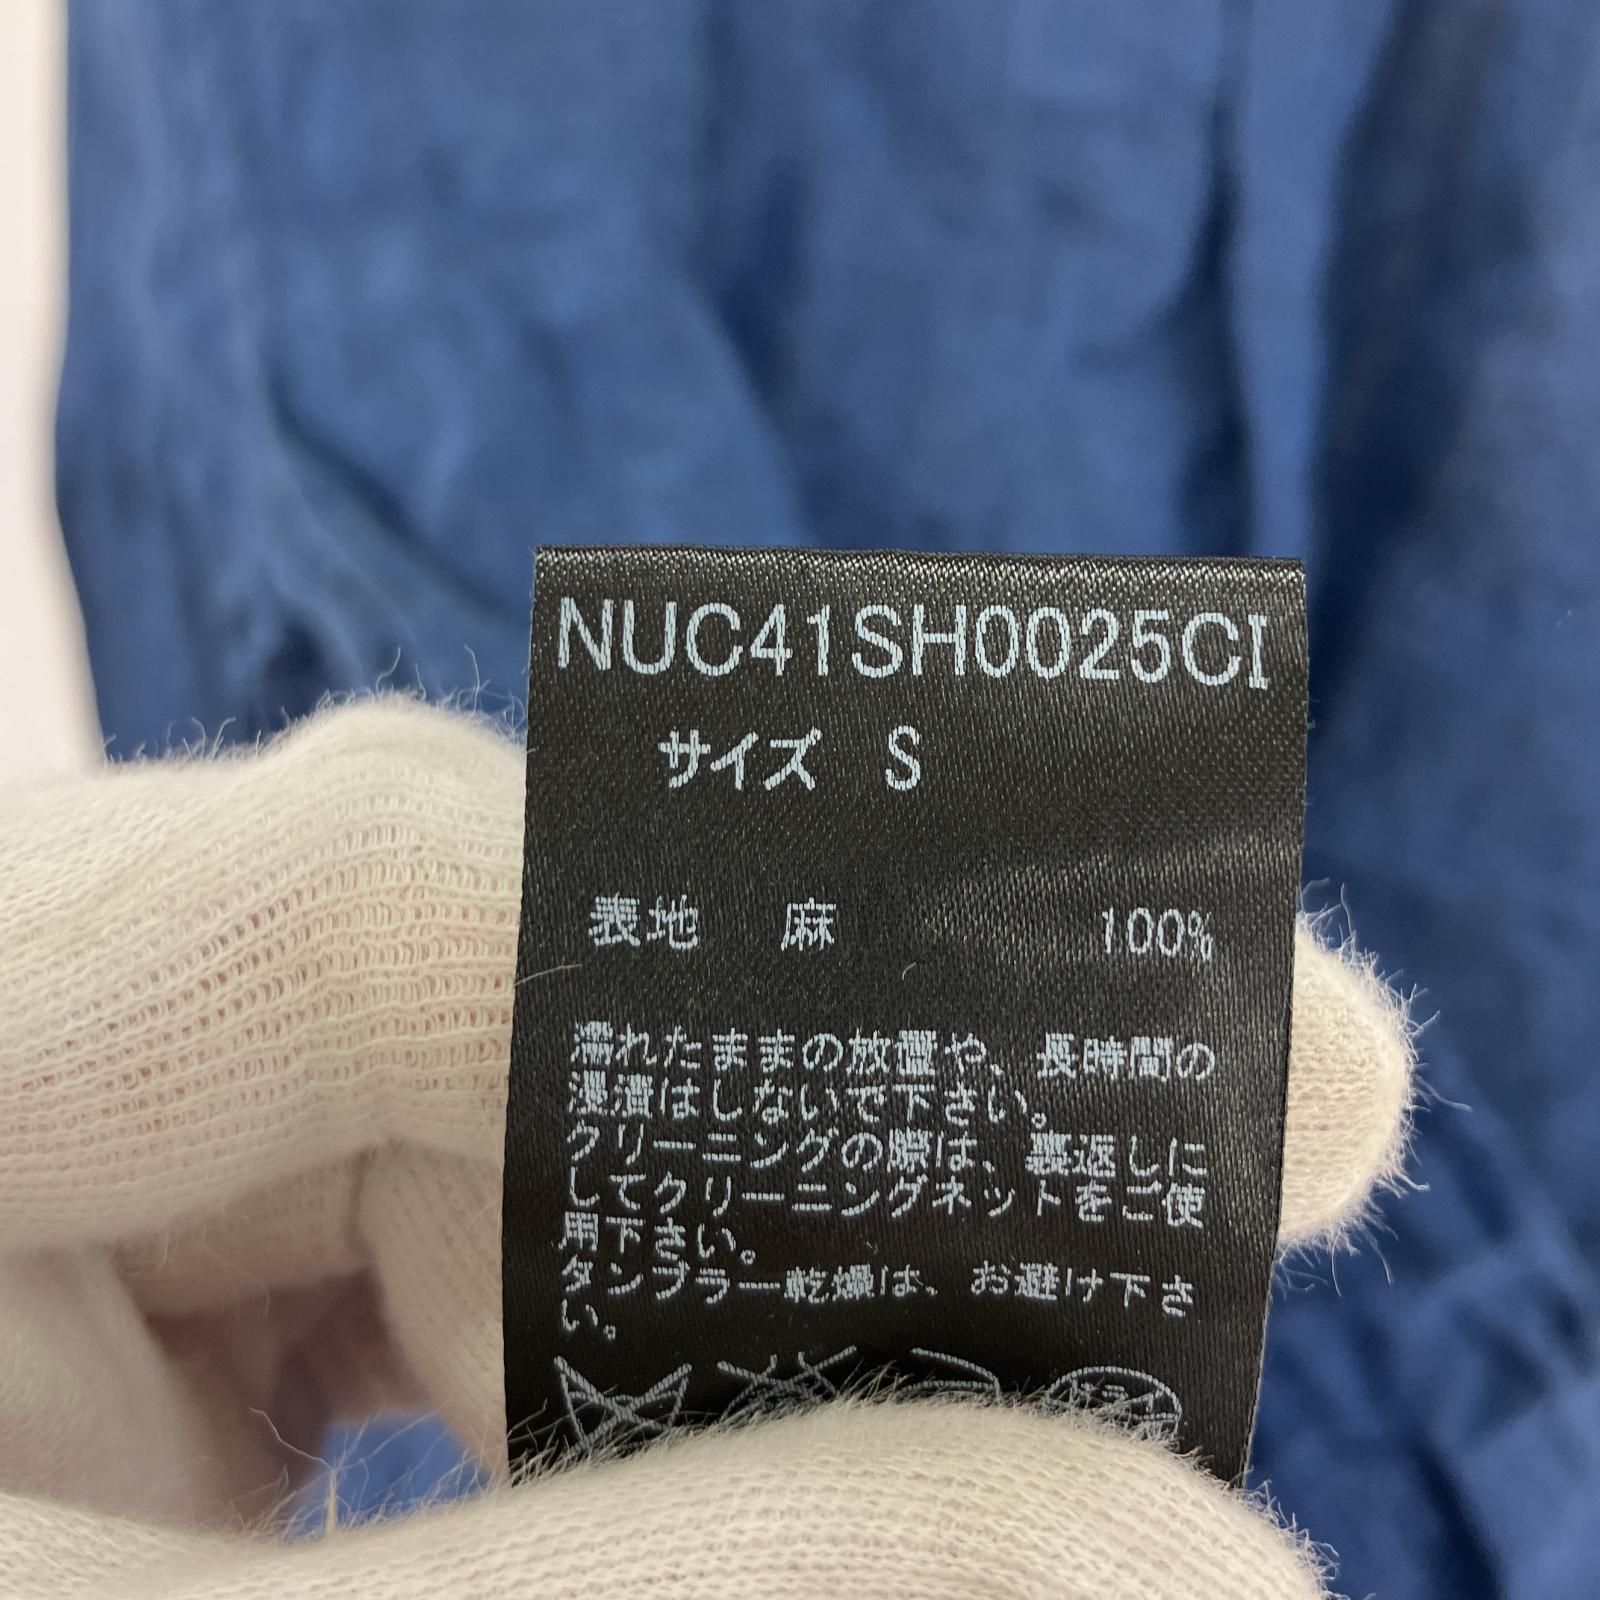 NUC41SH0025CI
サイズ S
表地 麻 100%
濡れたままの放置や、長時間の
浸漬はしないで下さい。
クリーニングの際は、裏返しに
してクリーニングネットをご使
用下さい。
タンブラー乾燥は、お避け下さ
い。
ドライ